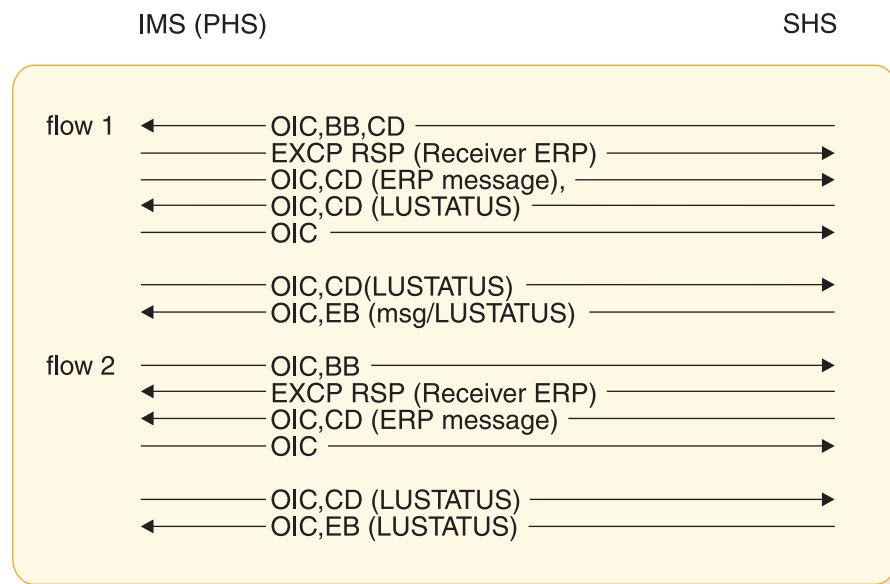 IMS (PHS) SHS
flow 1 OIC,BB,CD
EXCP RSP (Receiver ERP)
OIC,CD (ERP message),
OIC,CD (LUSTATUS)
OIC
OIC,CD(LUSTATUS)
OIC,EB (msg/LUSTATUS)
flow 2 OIC,BB
EXCP RSP (Receiver ERP)
OIC,CD (ERP message)
OIC
OIC,CD (LUSTATUS)
OIC,EB (LUSTATUS)